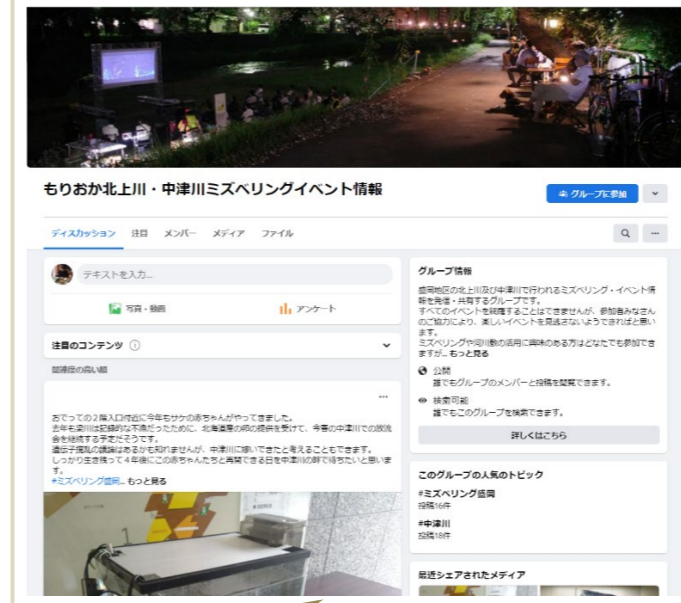 もりおか北上川・中津川ミズベリングイベント情報
グループに参加
ディスカッション 注目 メンバー メディア ファイル
テキストを入力...
写真・動画
アンケート
注目のコンテンツ
関連度の高い順
おでっての2階入口付近に今年もサケの赤ちゃんがやってきました。
去年も梁川は記録的な不漁だったために、北海道産の卵の提供を受けて、今春の中津川での放流
会を継続する予定だそうです。
遺伝子撹乱の議論はあるかも知れませんが、中津川に嫁いできたと考えることもできます。
しっかり生き残って4年後にこの赤ちゃんたちと再開できる日を中津川の畔で待ちたいと思いま
す。
#ミズベリング盛岡... もっと見る
グループ情報
盛岡地区の北上川及び中津川で行われるミズベリング・イベント情
報を発信・共有するグループです。
すべてのイベントを網羅することはできませんが、参加者みなさん
のご協力により、楽しいイベントを見逃さないようできればと思い
ます。
ミズベリングや河川敷の活用に興味のある方はどなたでも参加でき
ますが... もっと見る
公開
誰でもグループのメンバーと投稿を閲覧できます。
検索可能
誰でもこのグループを検索できます。
詳しくはこちら
このグループの人気のトピック
#ミズベリング盛岡
投稿16件
#中津川
投稿18件
最近シェアされたメディア